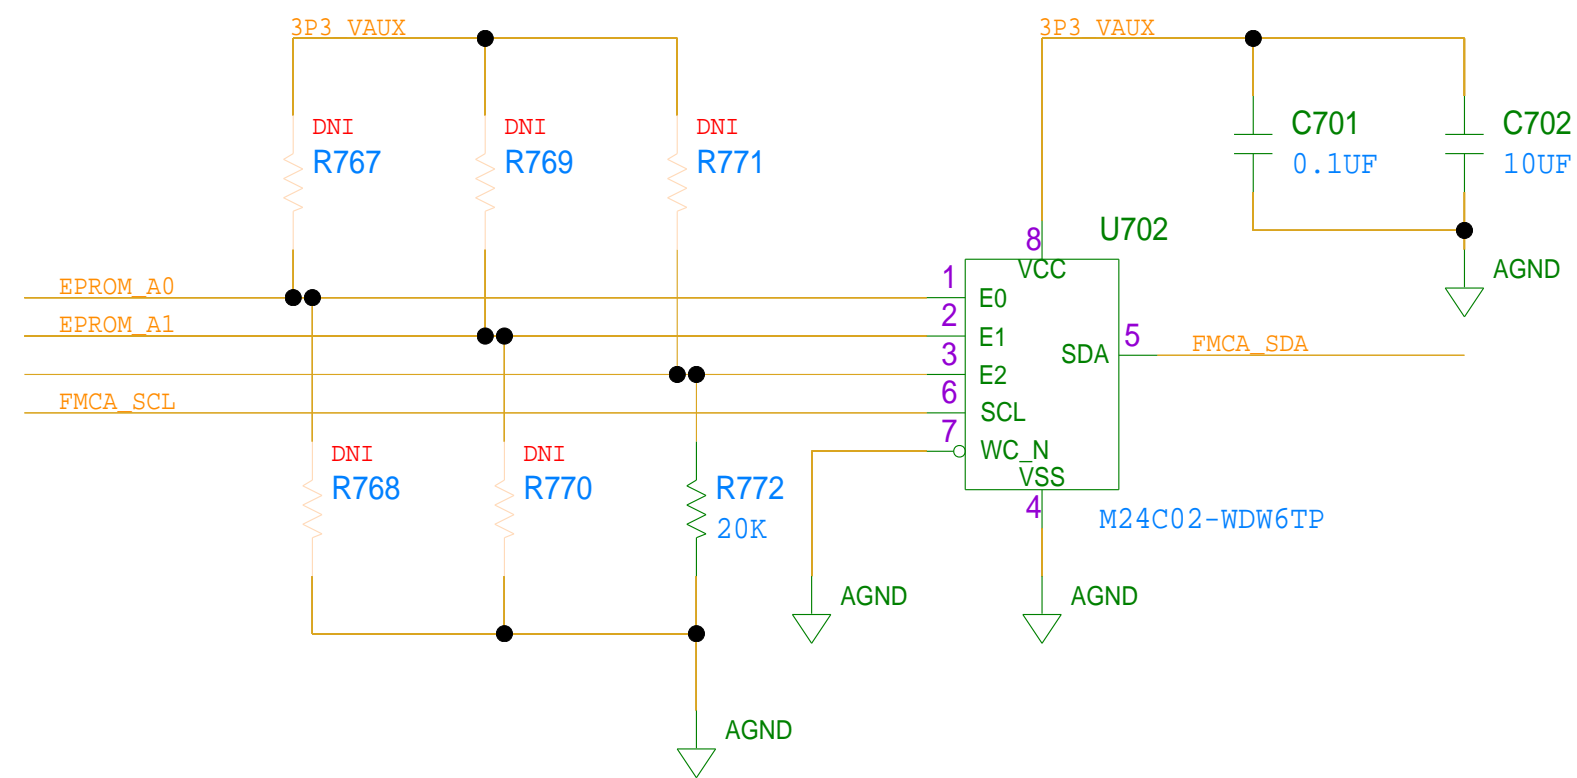 3P3_VAUX
3P3_VAUX
DNI
R767
DNI
R769
DNI
R771
C701
0.1UF
C702
10UF
U702
8
VCC
AGND
EPROM_A0
1
E0
EPROM_A1
2
E1
5
SDA
FMCA_SDA
3
E2
FMCA_SCL
6
SCL
7
WC_N
VSS
4
DNI
R768
DNI
R770
R772
20K
M24C02-WDW6TP
AGND
AGND
AGND